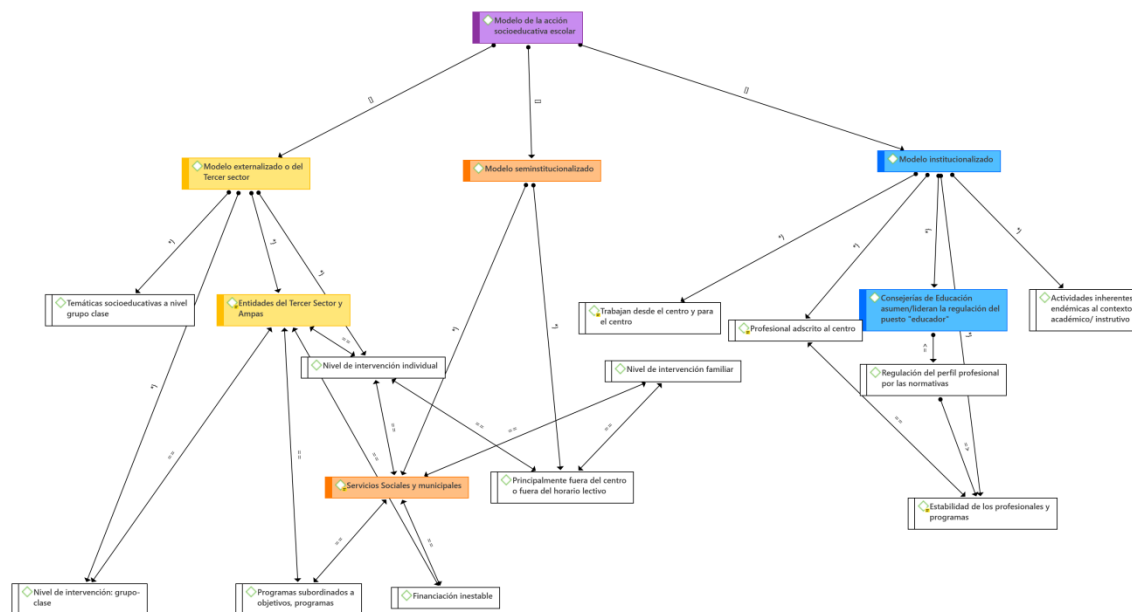 Modelo de la acción
socioeducativa escolar
[]
[]
[]
Modelo externalizado o del
Tercer sector
Modelo seminstitucionalizado
Modelo institucionalizado
*}
*}
*}
*}
*}
*}
*}
*}
*}
*}
*}
Temáticas socioeducativas a nivel
grupo clase
Entidades del Tercer Sector y
Ampas
Trabajan desde el centro y para
el centro
Profesional adscrito al centro
Consejerías de Educación
asumen/lideran la regulación del
puesto "educador"
Actividades inherentes
endémicas al contexto
académico/ instrutivo
==
<=
Nivel de intervención individual
Nivel de intervención familiar
Regulación del perfil profesional
por las normativas
==
==
==
==
==
==
==
==
=>
Servicios Sociales y municipales
Principalmente fuera del centro
o fuera del horario lectivo
Estabilidad de los profesionales y
programas
==
==
Nivel de intervención: grupo-
clase
Programas subordinados a
objetivos, programas
Financiación inestable